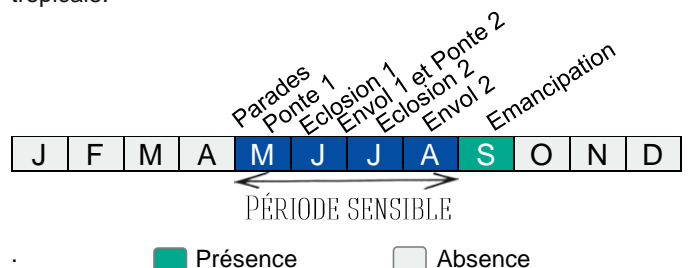 tropicale.
Parades
Ponte 1
Eclosion 1
Envol 1 et Ponte 2
Eclosion 2
Envol 2
Emancipation
J F M A M J J A S O N D
PÉRIODE SENSIBLE
. Présence Absence